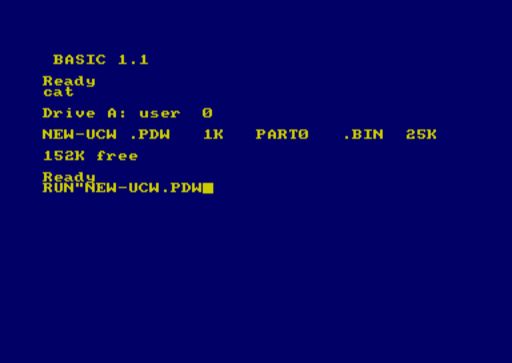 BASIC 1.1
Ready
cat
Drive A: user  0
NEW-UCW .PDW   1K   PART0   .BIN  25K
152K free
Ready
RUN"NEW-UCW.PDW